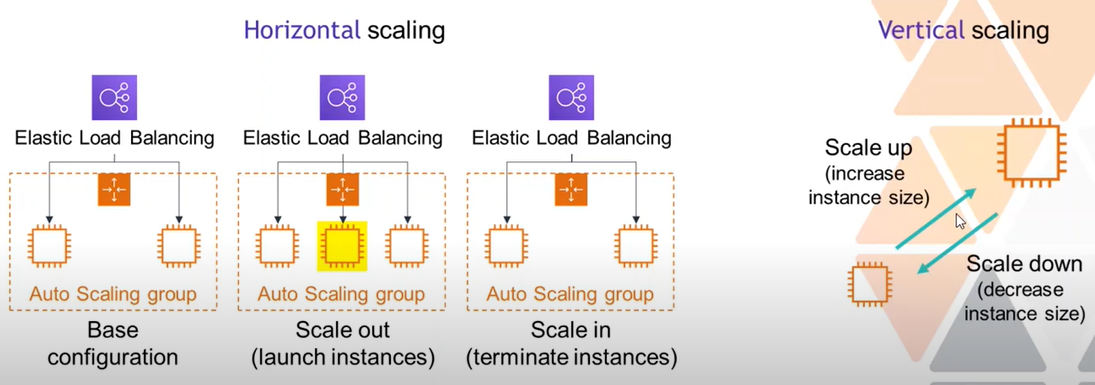 Horizontal scaling
Vertical scaling
Elastic Load Balancing
Elastic Load Balancing
Elastic Load Balancing
Auto Scaling group
Auto Scaling group
Auto Scaling group
Base
configuration
Scale out
(launch instances)
Scale in
(terminate instances)
Scale up
(increase
instance size)
Scale down
(decrease
instance size)